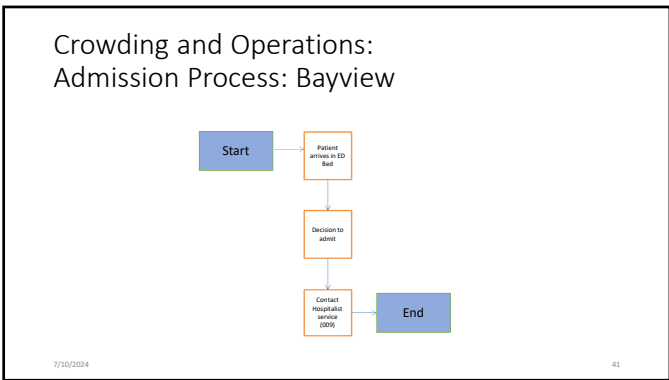 Crowding and Operations:
Admission Process: Bayview
Start
Patient
arrives in ED
Bed
Decision to
admit
Contact
Hospitalist
service
(009)
End
7/10/2024
41